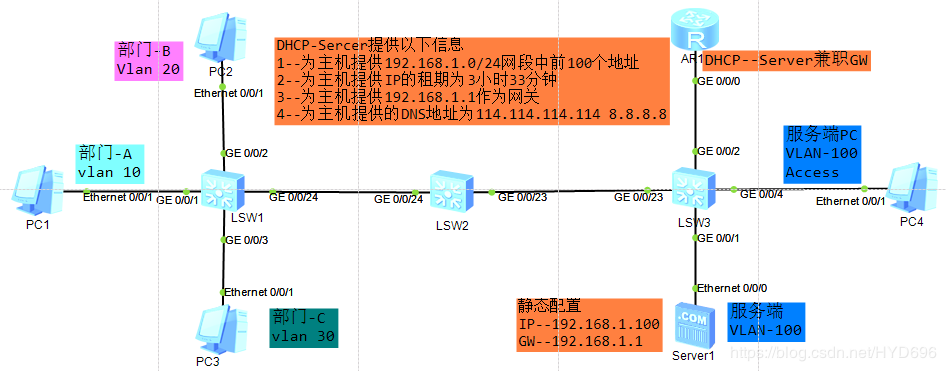 部门-B
Vlan 20
PC2
Ethernet 0/0/1
DHCP-Sercer提供以下信息
1--为主机提供192.168.1.0/24网段中前100个地址
2--为主机提供IP的租期为3小时33分钟
3--为主机提供192.168.1.1作为网关
4--为主机提供的DNS地址为114.114.114.114 8.8.8.8
R
AR1
DHCP--Server兼职GW
GE 0/0/0
部门-A
vlan 10
PC1
Ethernet 0/0/1
GE 0/0/1
GE 0/0/2
LSW1
GE 0/0/24
GE 0/0/3
GE 0/0/24
LSW2
GE 0/0/23
GE 0/0/23
GE 0/0/2
LSW3
GE 0/0/4
GE 0/0/1
服务端PC
VLAN-100
Access
Ethernet 0/0/1
PC4
Ethernet 0/0/1
PC3
部门-C
vlan 30
静态配置
IP--192.168.1.100
GW--192.168.1.1
Ethernet 0/0/0
.COM
Server1
服务端
VLAN-100
https://blog.csdn.net/HYD696